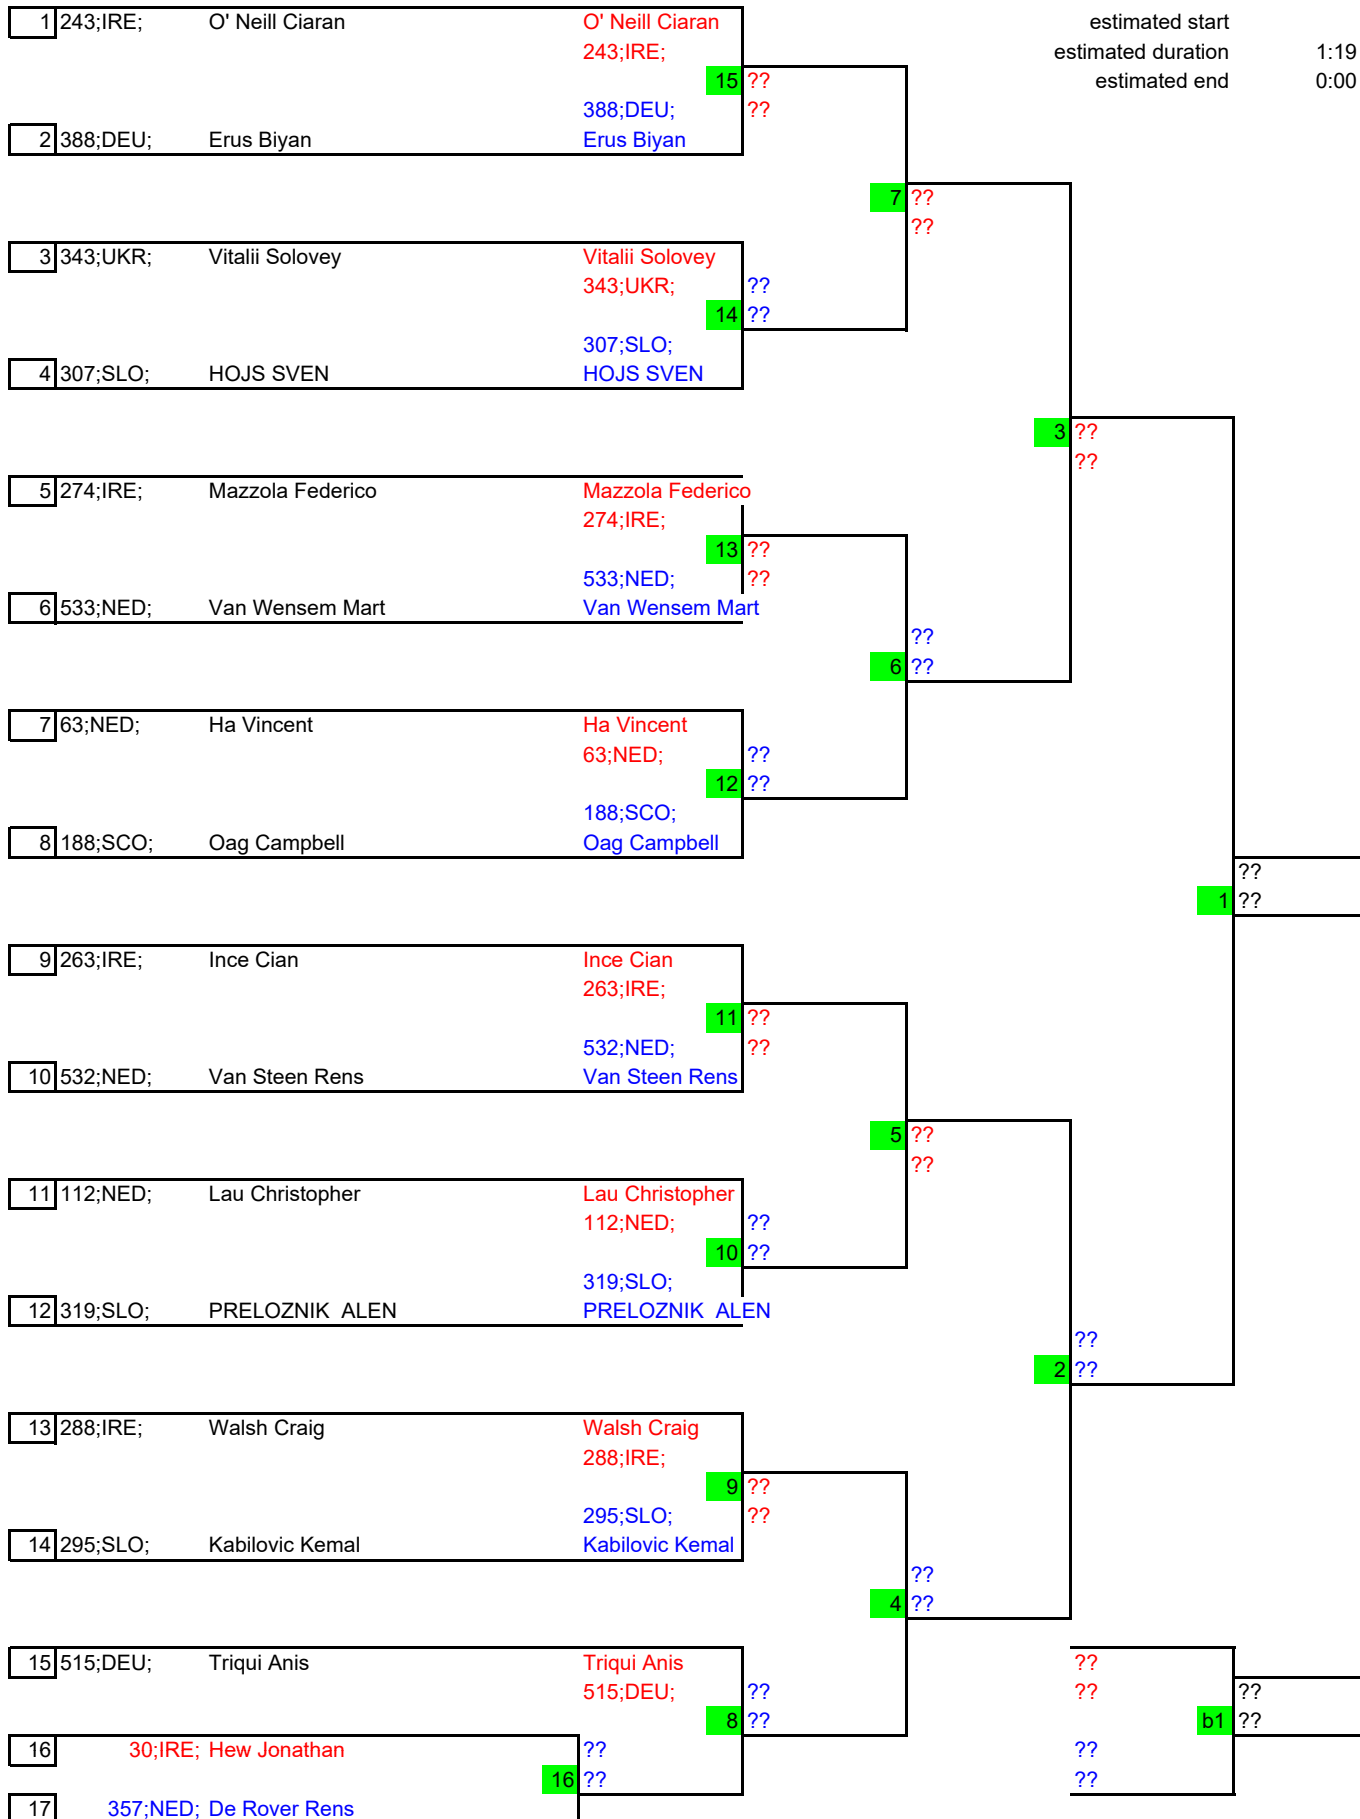 1 243;IRE; O' Neill Ciaran O' Neill Ciaran estimated start
243;IRE; estimated duration 1:19
15 ?? estimated end 0:00
388;DEU; ??
2 388;DEU; Erus Biyan Erus Biyan
7 ??
??
3 343;UKR; Vitalii Solovey Vitalii Solovey
343;UKR; ??
14 ??
307;SLO;
4 307;SLO; HOJS SVEN HOJS SVEN
3 ??
??
5 274;IRE; Mazzola Federico Mazzola Federico
274;IRE;
13 ??
533;NED; ??
6 533;NED; Van Wensem Mart Van Wensem Mart
??
6 ??
7 63;NED; Ha Vincent Ha Vincent
63;NED; ??
12 ??
188;SCO;
8 188;SCO; Oag Campbell Oag Campbell
??
1 ??
9 263;IRE; Ince Cian Ince Cian
263;IRE;
11 ??
532;NED; ??
10 532;NED; Van Steen Rens Van Steen Rens
5 ??
??
11 112;NED; Lau Christopher Lau Christopher
112;NED; ??
10 ??
319;SLO;
12 319;SLO; PRELOZNIK  ALEN PRELOZNIK  ALEN
??
2 ??
13 288;IRE; Walsh Craig Walsh Craig
288;IRE;
9 ??
295;SLO; ??
14 295;SLO; Kabilovic Kemal Kabilovic Kemal
??
4 ??
15 515;DEU; Triqui Anis Triqui Anis ??
515;DEU; ?? ?? ??
8 ?? b1 ??
16 30;IRE; Hew Jonathan ?? ??
16 ?? ??
17 357;NED; De Rover Rens